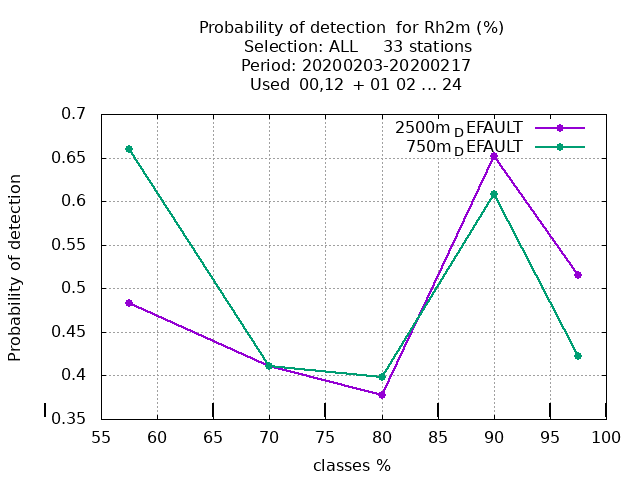 Probability of detection  for Rh2m (%)
Selection: ALL     33 stations
Period: 20200203-20200217
Used  00,12  + 01 02 ... 24
0.7
2500m_DEFAULT
750m_DEFAULT
0.65
0.6
0.55
0.5
0.45
0.4
0.35
Probability of detection
55 60 65 70 75 80 85 90 95 100
classes %